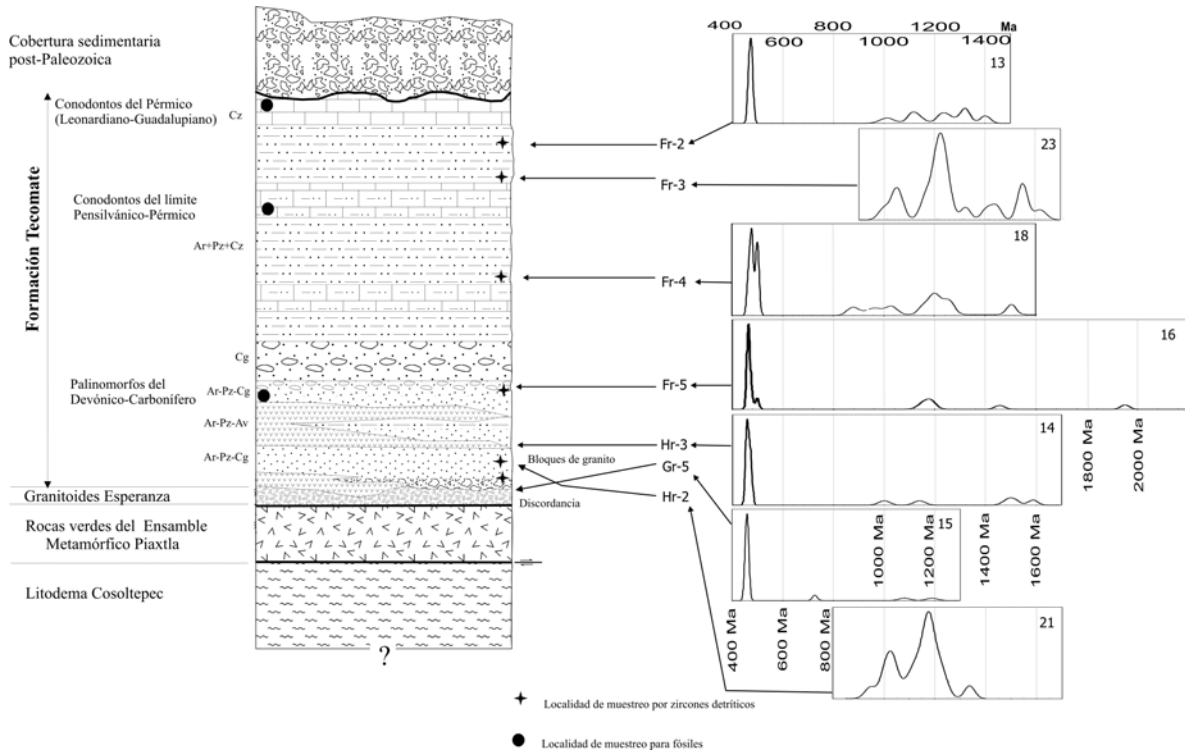 Cobertura sedimentaria
post-Paleozoica
Formación Tecomate
Conodontos del Pérmico
(Leonardiano-Guadalupiano)
Cz
Conodontos del límite
Pensilvánico-Pérmico
Ar+Pz+Cz
Cg
Palinomorfos del
Devónico-Carbonífero
Ar-Pz-Cg
Ar-Pz-Av
Ar-Pz-Cg
Granitoides Esperanza
Rocas verdes del Ensamble
Metamórfico Piaxtla
Litodema Cosoltepec
?
Bloques de granito
Discordancia
Fr-2
Fr-3
Fr-4
Fr-5
Hr-3
Gr-5
Hr-2
400 800 1200 Ma
600 1000 1400
13
23
18
16
1800 Ma
2000 Ma
14
15
1000 Ma
1200 Ma
1400 Ma
1600 Ma
400 Ma
600 Ma
800 Ma
21
Localidad de muestreo por zircones detríticos
Localidad de muestreo para fósiles